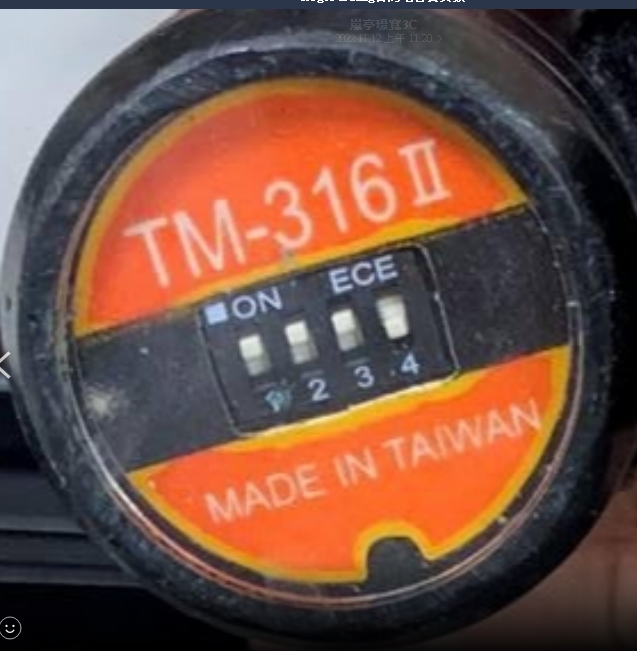 TM-316II
ON ECE
2 3 4
MADE IN TAIWAN